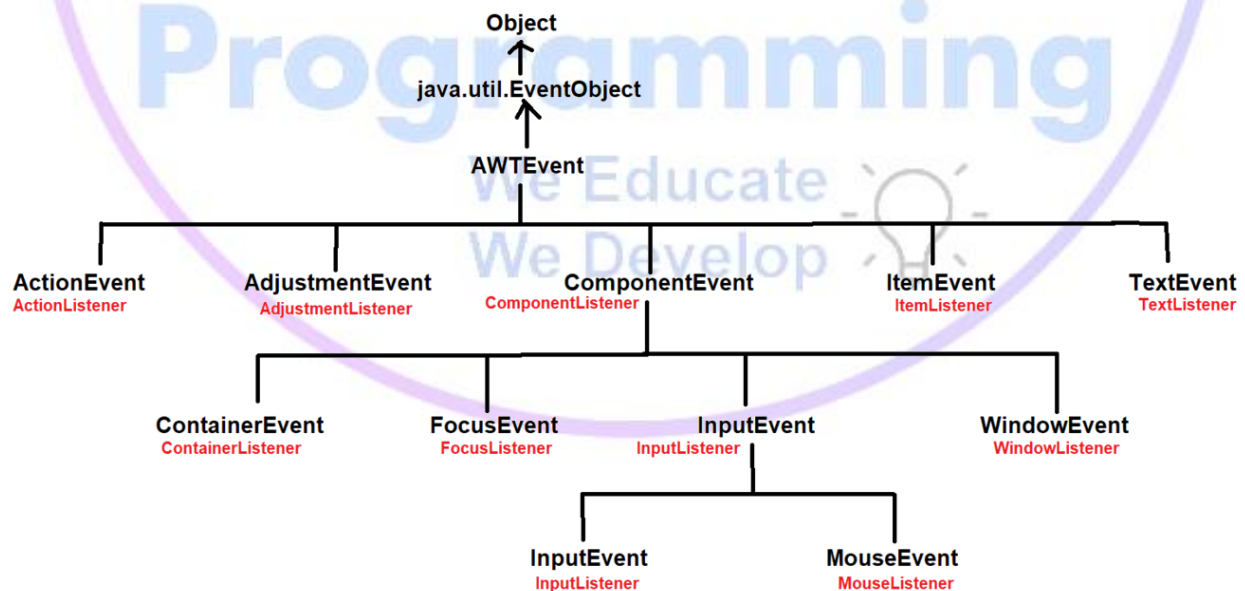 Programming
Object
java.util.EventObject
We Educate
AWTEvent
We Develop
ActionEvent AdjustmentEvent ComponentEvent ItemEvent TextEvent
ActionListener AdjustmentListener ComponentListener ItemListener TextListener
ContainerEvent FocusEvent InputEvent WindowEvent
ContainerListener FocusListener InputListener WindowListener
InputEvent MouseEvent
InputListener MouseListener